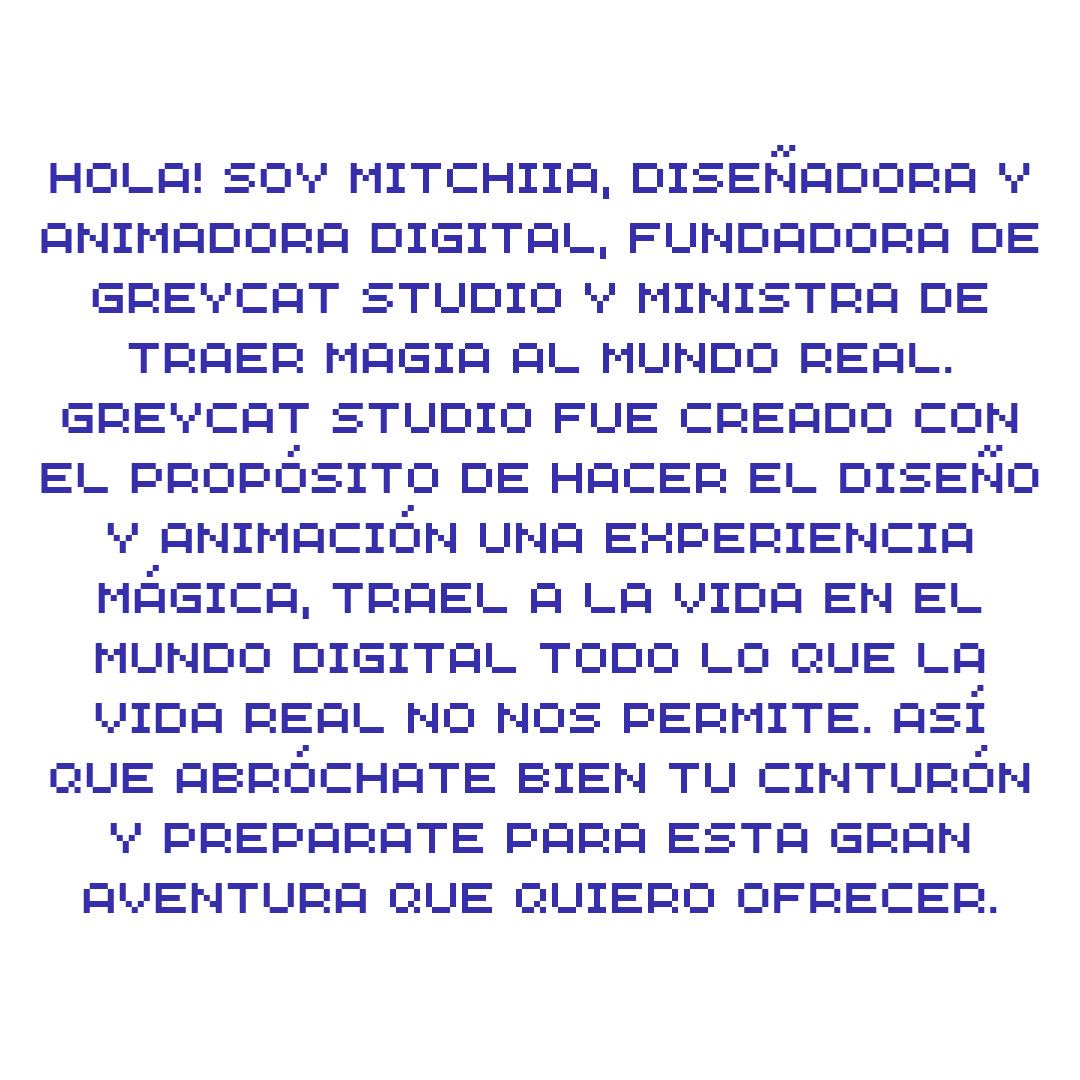 HOLA! SOY MITCHIIA, DISEÑADORA Y
ANIMADORA DIGITAL, FUNDADORA DE
GREYCAT STUDIO Y MINISTRA DE
TRAER MAGIA AL MUNDO REAL.
GREYCAT STUDIO FUE CREADO CON
EL PROPÓSITO DE HACER EL DISEÑO
Y ANIMACIÓN UNA EXPERIENCIA
MÁGICA, TRAEL A LA VIDA EN EL
MUNDO DIGITAL TODO LO QUE LA
VIDA REAL NO NOS PERMITE. ASÍ
QUE ABRÓCHATE BIEN TU CINTURÓN
Y PREPARATE PARA ESTA GRAN
AVENTURA QUE QUIERO OFRECER.